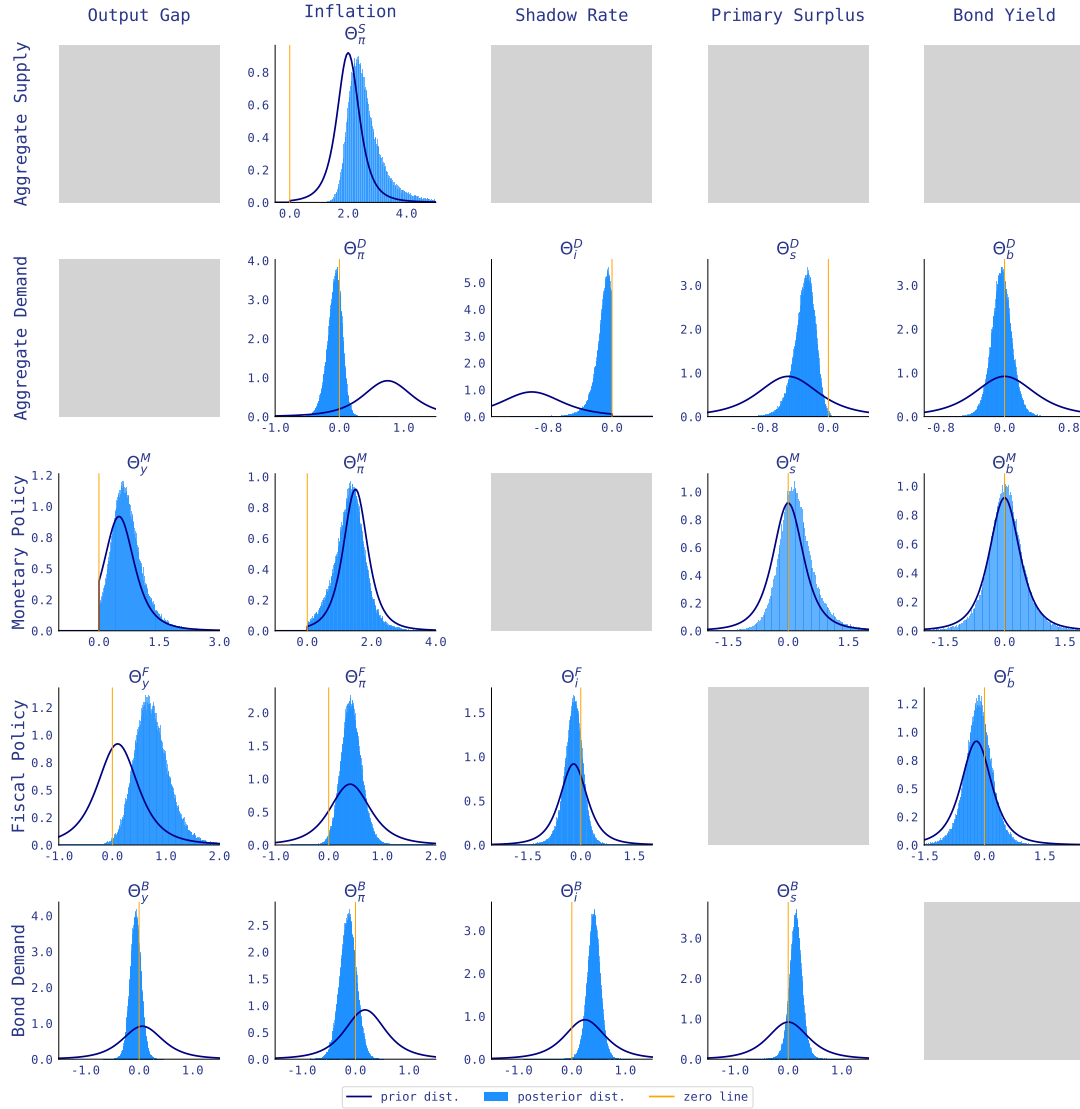 Output Gap Inflation Shadow Rate Primary Surplus Bond Yield
Aggregate Supply
Θ^S_π
0.8
0.6
0.4
0.2
0.0
0.0 2.0 4.0
Aggregate Demand
Θ^D_π
4.0
3.0
2.0
1.0
0.0
-1.0 0.0 1.0
Θ^D_i
5.0
4.0
3.0
2.0
1.0
0.0
-0.8 0.0
Θ^D_s
3.0
2.0
1.0
0.0
-0.8 0.0
Θ^D_b
3.0
2.0
1.0
0.0
-0.8 0.0 0.8
Monetary Policy
Θ^M_y
1.2
1.0
0.8
0.5
0.2
0.0
0.0 1.5 3.0
Θ^M_π
1.0
0.8
0.6
0.4
0.2
0.0
0.0 2.0 4.0
Θ^M_s
1.0
0.8
0.6
0.4
0.2
0.0
-1.5 0.0 1.5
Θ^M_b
1.0
0.8
0.6
0.4
0.2
0.0
-1.5 0.0 1.5
Fiscal Policy
Θ^F_y
1.2
1.0
0.8
0.5
0.2
0.0
-1.0 0.0 1.0 2.0
Θ^F_π
2.0
1.5
1.0
0.5
0.0
-1.0 0.0 1.0 2.0
Θ^F_i
1.5
1.0
0.5
0.0
-1.5 0.0 1.5
Θ^F_b
1.2
1.0
0.8
0.5
0.2
0.0
-1.5 0.0 1.5
Bond Demand
Θ^B_y
4.0
3.0
2.0
1.0
0.0
-1.0 0.0 1.0
Θ^B_π
2.5
2.0
1.5
1.0
0.5
0.0
-1.0 0.0 1.0
Θ^B_i
3.0
2.0
1.0
0.0
-1.0 0.0 1.0
Θ^B_s
3.0
2.0
1.0
0.0
-1.0 0.0 1.0
prior dist. posterior dist. zero line